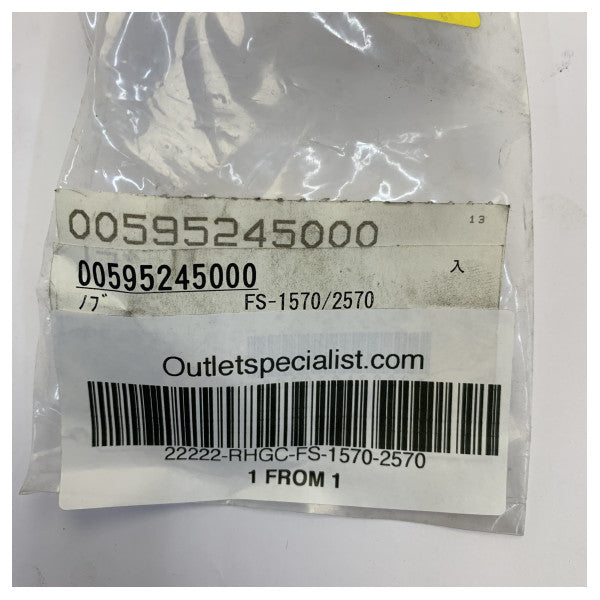 00595245000
13
00595245000
入
ノブ FS-1570/2570
Outletspecialist.com
22222-RHGC-FS-1570-2570
1 FROM 1